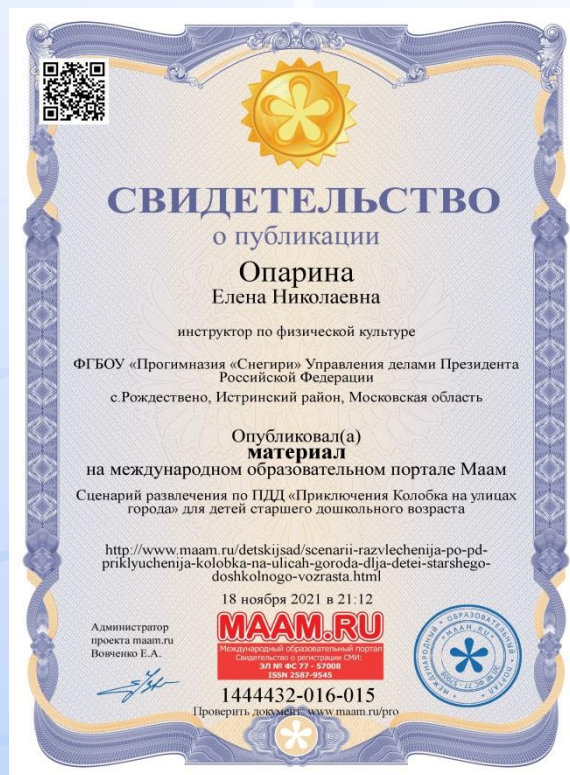 СВИДЕТЕЛЬСТВО
о публикации
Опарина
Елена Николаевна
инструктор по физической культуре
ФГБОУ «Прогимназия «Снегири» Управления делами Президента
Российской Федерации
с.Рождествено, Истринский район, Московская область
Опубликовал(а)
материал
на международном образовательном портале Маам
Сценарий развлечения по ПДД «Приключения Колобка на улицах
города» для детей старшего дошкольного возраста
http://www.maam.ru/detskijsad/scenarii-razvlechenija-po-pd-
priklyuchenija-kolobka-na-ulicah-goroda-dlja-detei-starshego-
doshkolnogo-vozrasta.html
18 ноября 2021 в 21:12
Администратор
проекта maam.ru
Вовченко Е.А.
MAAM.RU
Международный образовательный портал
Свидетельство о регистрации СМИ:
ЭЛ № ФС 77 - 57008
ISSN 2587-9545
1444432-016-015
Проверить документ: www.maam.ru/pro
МЕЖДУНАРОДНЫЙ ОБРАЗОВАТЕЛЬНЫЙ ПОРТАЛ
MAAM.RU